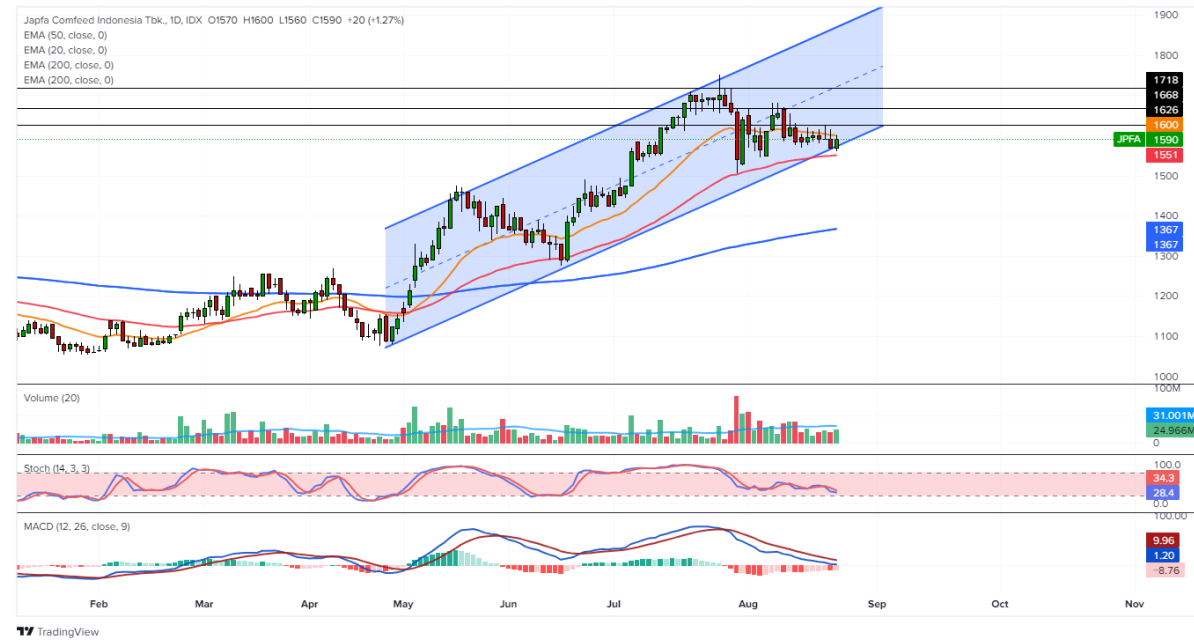 Japfa Comfeed Indonesia Tbk., 1D, IDX O1570 H1600 L1560 C1590 +20 (+1.27%)
EMA (50, close, 0)
EMA (20, close, 0)
EMA (200, close, 0)
EMA (200, close, 0)
1900
1800
1718
1668
1626
1600
JPFA 1590
1551
1500
1400
1367
1367
1300
1200
1100
1000
Volume (20)
100M
31.001M
24.966M
0
Stoch (14, 3, 3)
100.0
34.3
28.4
0.0
MACD (12, 26, close, 9)
100.00
9.96
1.20
−8.76
Feb Mar Apr May Jun Jul Aug Sep Oct Nov
TradingView